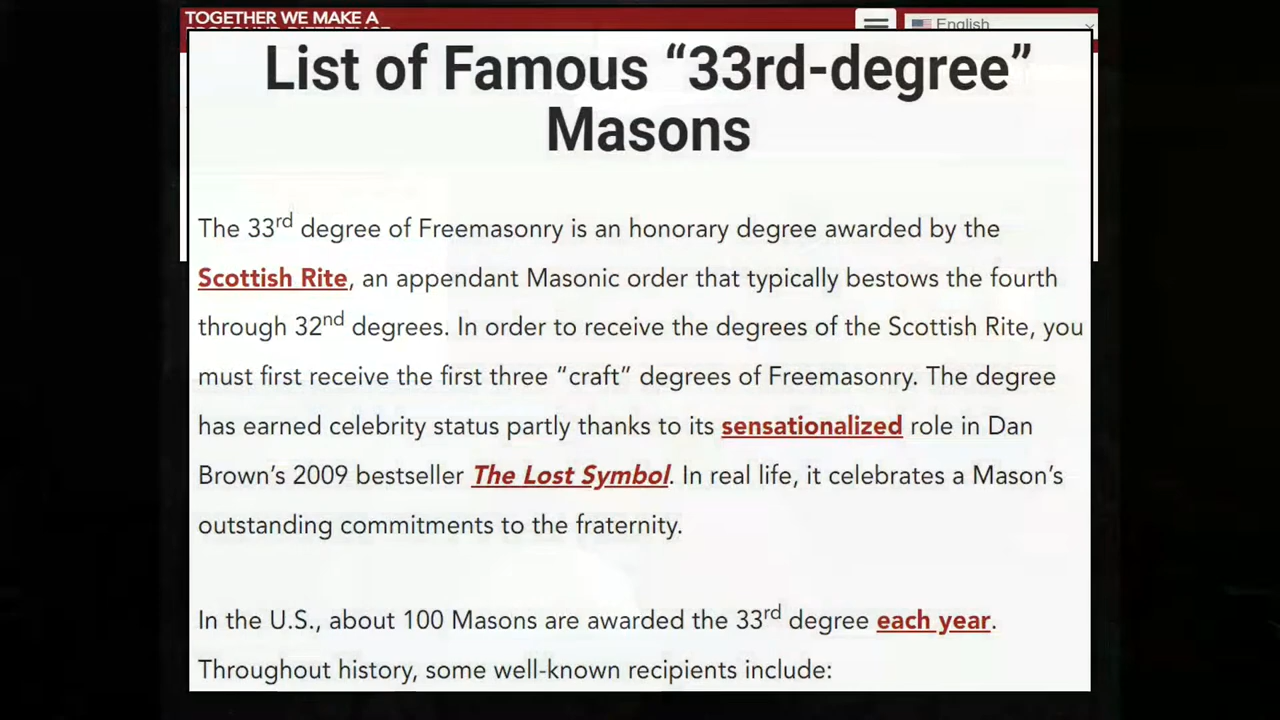 TOGETHER WE MAKE A
English
List of Famous “33rd-degree”
Masons
The 33rd degree of Freemasonry is an honorary degree awarded by the
Scottish Rite, an appendant Masonic order that typically bestows the fourth
through 32nd degrees. In order to receive the degrees of the Scottish Rite, you
must first receive the first three “craft” degrees of Freemasonry. The degree
has earned celebrity status partly thanks to its sensationalized role in Dan
Brown’s 2009 bestseller The Lost Symbol. In real life, it celebrates a Mason’s
outstanding commitments to the fraternity.
In the U.S., about 100 Masons are awarded the 33rd degree each year.
Throughout history, some well-known recipients include: